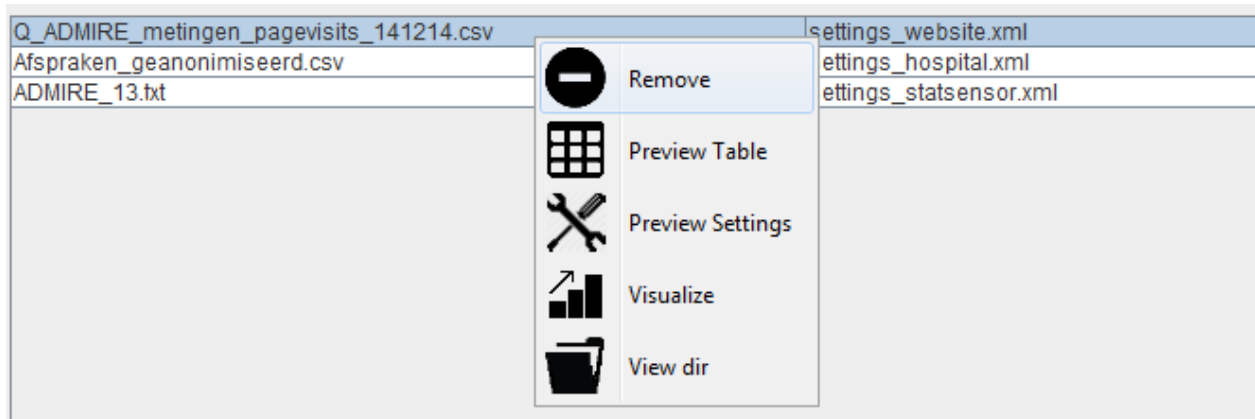 Q_ADMIRE_metingen_pagevisits_141214.csv settings_website.xml
Afspraken_geanonimiseerd.csv ettings_hospital.xml
ADMIRE_13.txt ettings_statsensor.xml
Remove
Preview Table
Preview Settings
Visualize
View dir